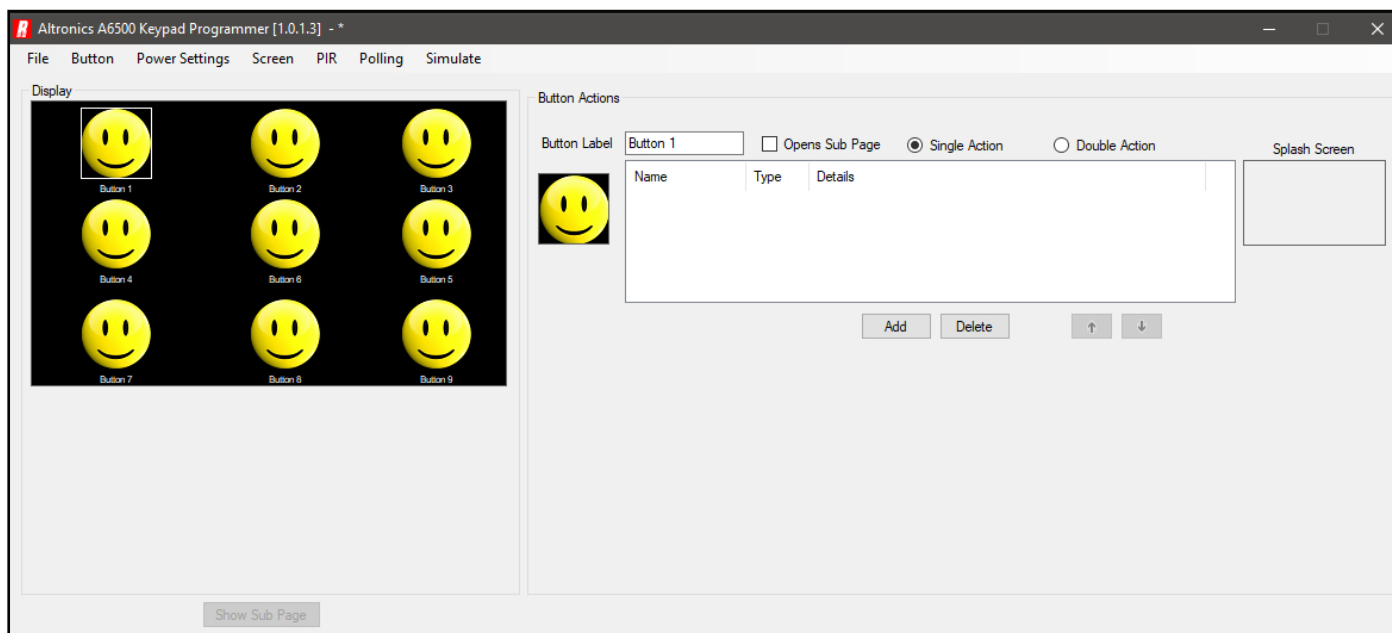 Altronics A6500 Keypad Programmer [1.0.1.3] - *
File Button Power Settings Screen PIR Polling Simulate
Display
Button 1 Button 2 Button 3
Button 4 Button 6 Button 5
Button 7 Button 8 Button 9
Show Sub Page
Button Actions
Button Label Button 1 Opens Sub Page Single Action Double Action
Splash Screen
Name Type Details
Add Delete